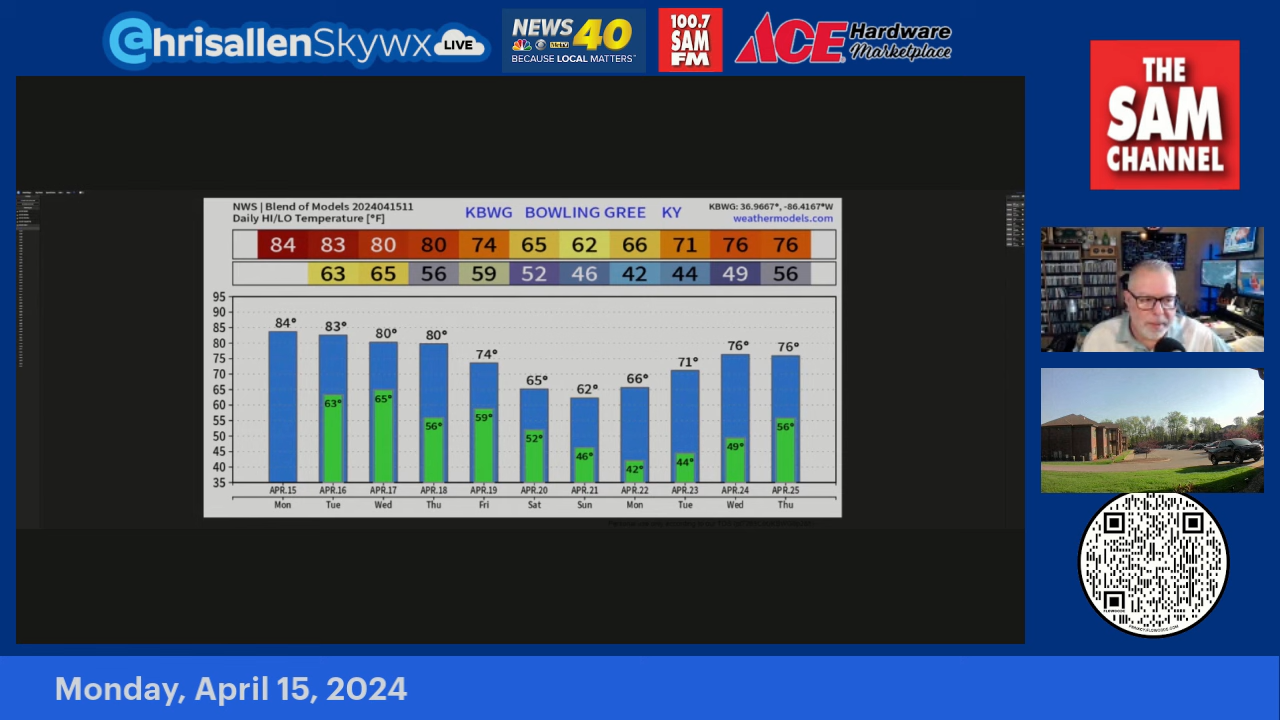 @hrisallenSkywx LIVE
NEWS 40
BECAUSE LOCAL MATTERS
100.7
SAM
FM
ACE Hardware
Marketplace
THE
SAM
CHANNEL
NWS | Blend of Models 2024041511
Daily HI/LO Temperature [°F]
KBWG BOWLING GREE KY
KBWG: 36.9667°, -86.4167°W
weathermodels.com
84 83 80 80 74 65 62 66 71 76 76
63 65 56 59 52 46 42 44 49 56
95
90
85
80
75
70
65
60
55
50
45
40
35
84° 83° 80° 80° 74° 65° 62° 66° 71° 76° 76°
63° 65° 56° 59° 52° 46° 42° 44° 49° 56°
APR.15 APR.16 APR.17 APR.18 APR.19 APR.20 APR.21 APR.22 APR.23 APR.24 APR.25
Mon Tue Wed Thu Fri Sat Sun Mon Tue Wed Thu
Monday, April 15, 2024